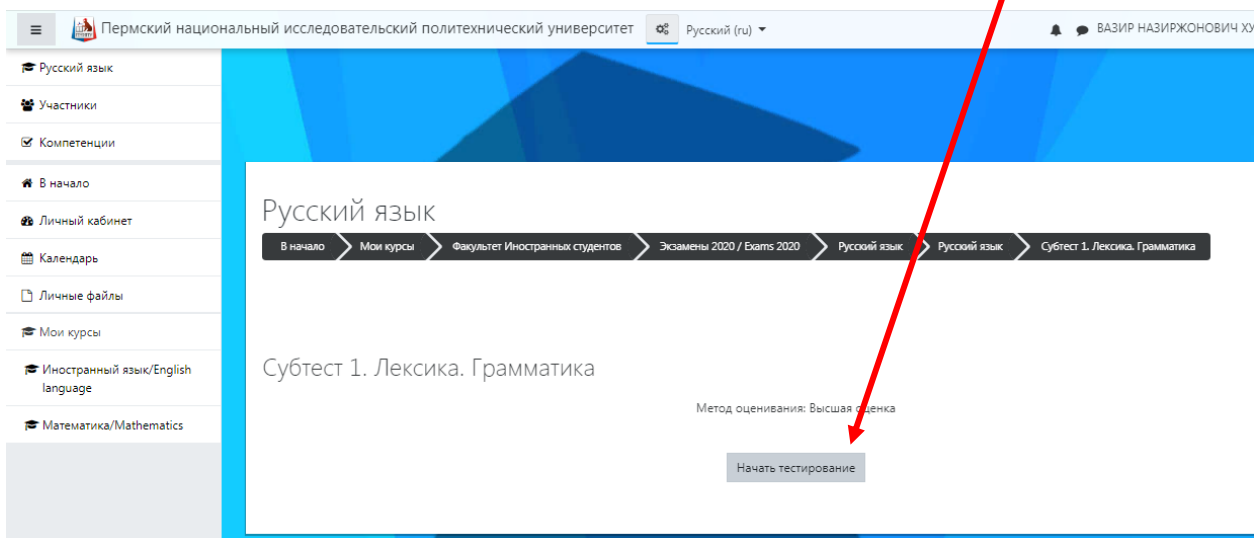 Пермский национальный исследовательский политехнический университет Русский (ru) ВАЗИР НАЗИРЖОНОВИЧ ХУ
Русский язык
Участники
Компетенции
В начало
Личный кабинет
Календарь
Личные файлы
Мои курсы
Иностранный язык/English
language
Математика/Mathematics
Русский язык
В начало Мои курсы Факультет Иностранных студентов Экзамены 2020 / Exams 2020 Русский язык Русский язык Субтест 1. Лексика. Грамматика
Субтест 1. Лексика. Грамматика
Метод оценивания: Высшая оценка
Начать тестирование